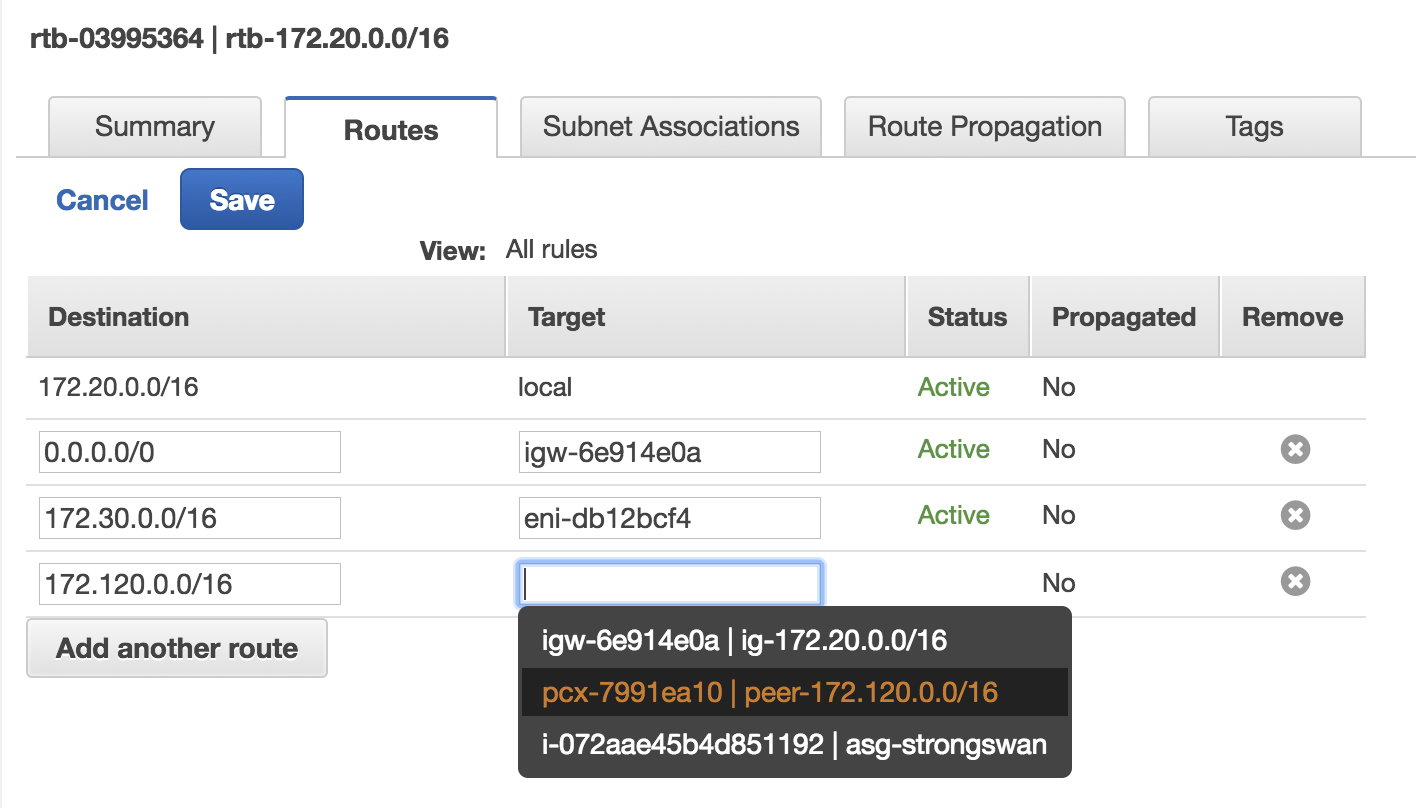 rtb-03995364 | rtb-172.20.0.0/16
Summary Routes Subnet Associations Route Propagation Tags
Cancel Save
View: All rules
Destination Target Status Propagated Remove
172.20.0.0/16 local Active No
0.0.0.0/0 igw-6e914e0a Active No
172.30.0.0/16 eni-db12bcf4 Active No
172.120.0.0/16 No
Add another route
igw-6e914e0a | ig-172.20.0.0/16
pcx-7991ea10 | peer-172.120.0.0/16
i-072aae45b4d851192 | asg-strongswan